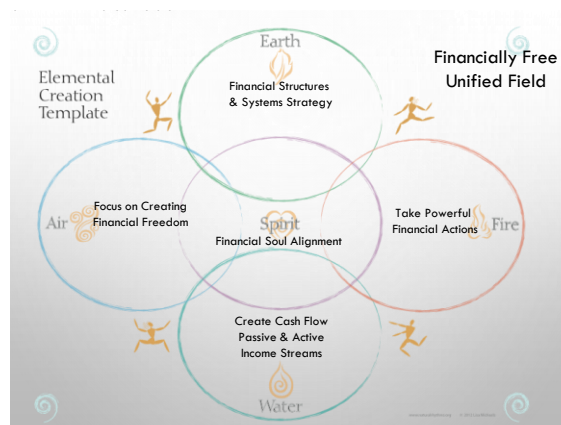 Earth
Financially Free
Unified Field
Elemental
Creation
Template
Financial Structures
& Systems Strategy
Air
Focus on Creating
Financial Freedom
Spirit
Financial Soul Alignment
Take Powerful
Financial Actions
Fire
Create Cash Flow
Passive & Active
Income Streams
Water